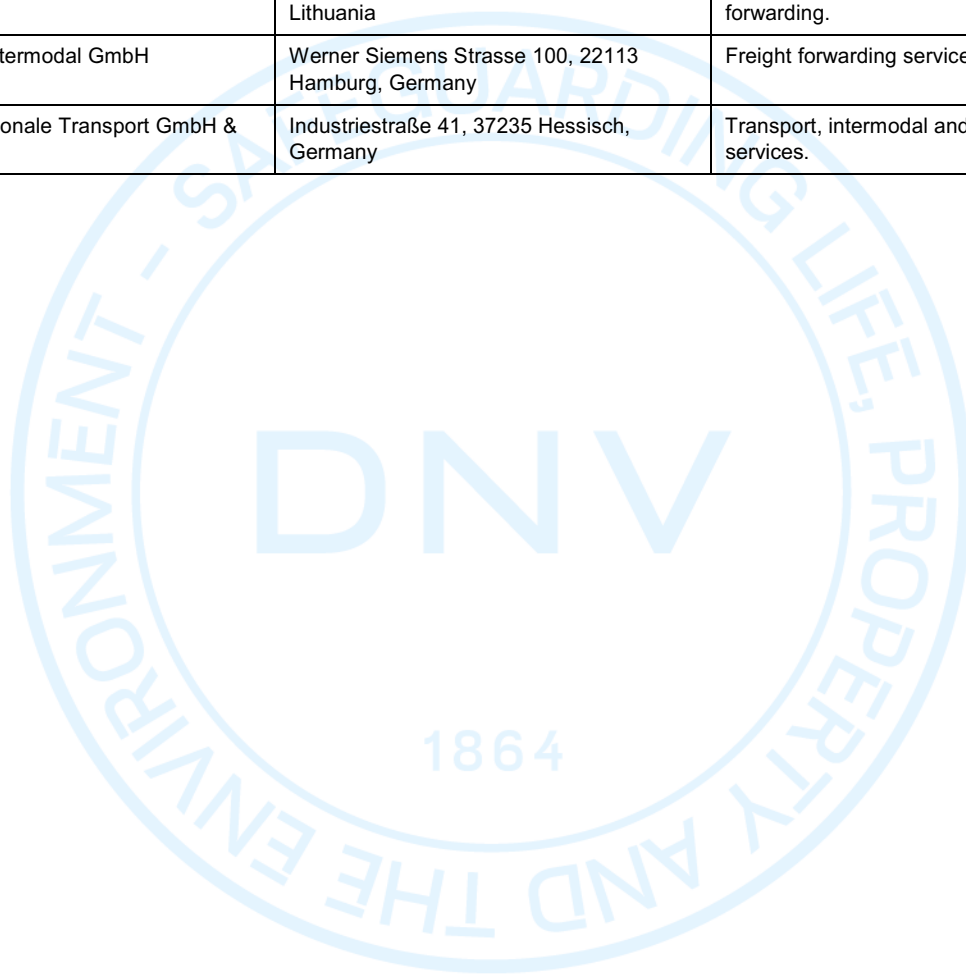 Lithuania
forwarding.
termodal GmbH
Werner Siemens Strasse 100, 22113
Hamburg, Germany
Freight forwarding service
onale Transport GmbH &
Industriestraße 41, 37235 Hessisch,
Germany
Transport, intermodal and
services.
SAFEGUARDING LIFE, PROPERTY AND THE ENVIRONMENT -
DNV
1864